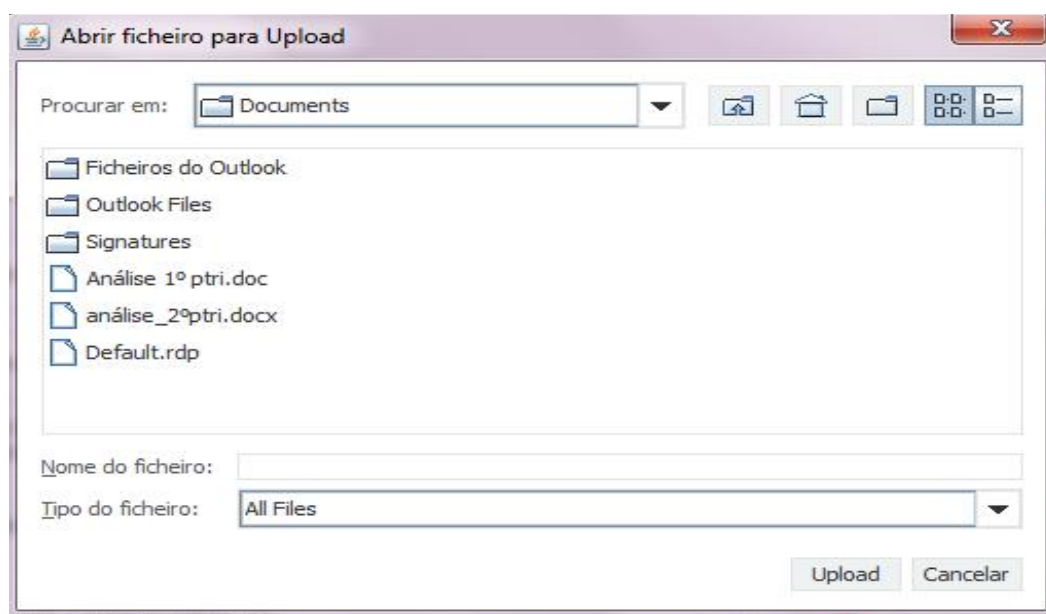 Abrir ficheiro para Upload
Procurar em: Documents
Ficheiros do Outlook
Outlook Files
Signatures
Análise 1º ptri.doc
análise_2ºptri.docx
Default.rdp
Nome do ficheiro:
Tipo do ficheiro: All Files
Upload Cancelar